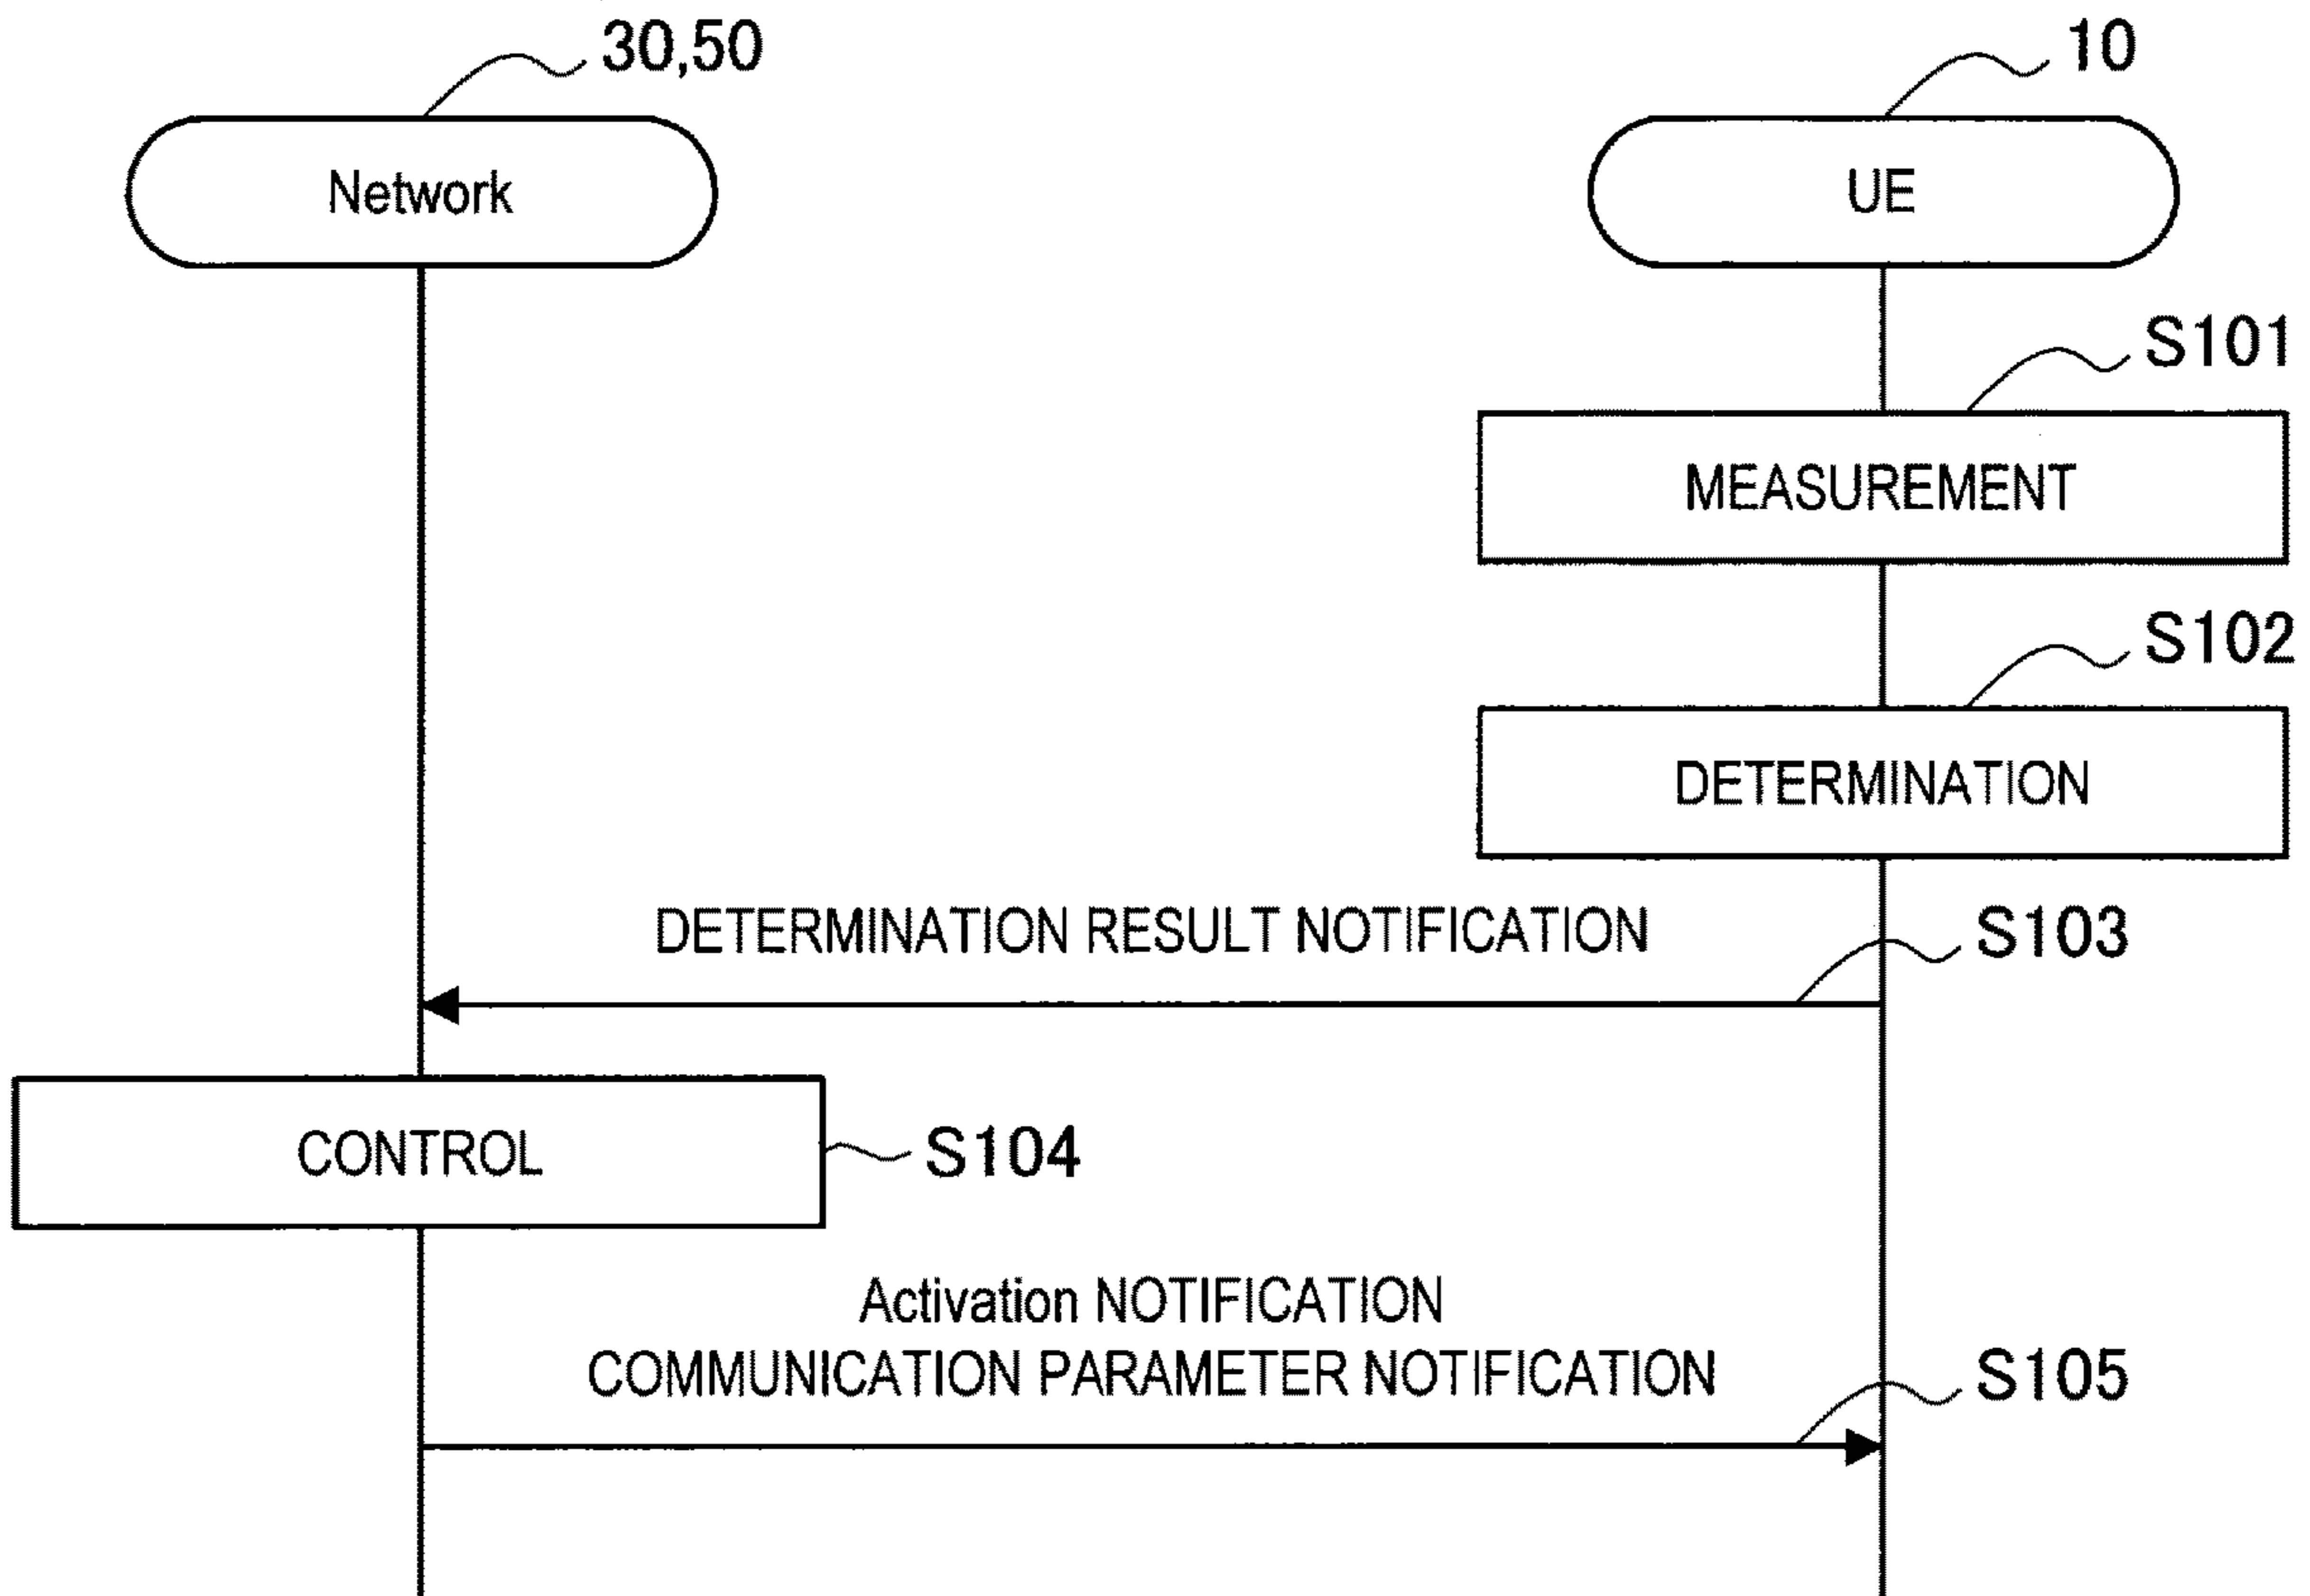 30,50
10
Network
UE
S101
MEASUREMENT
S102
DETERMINATION
DETERMINATION RESULT NOTIFICATION
S103
CONTROL
S104
Activation NOTIFICATION
COMMUNICATION PARAMETER NOTIFICATION
S105